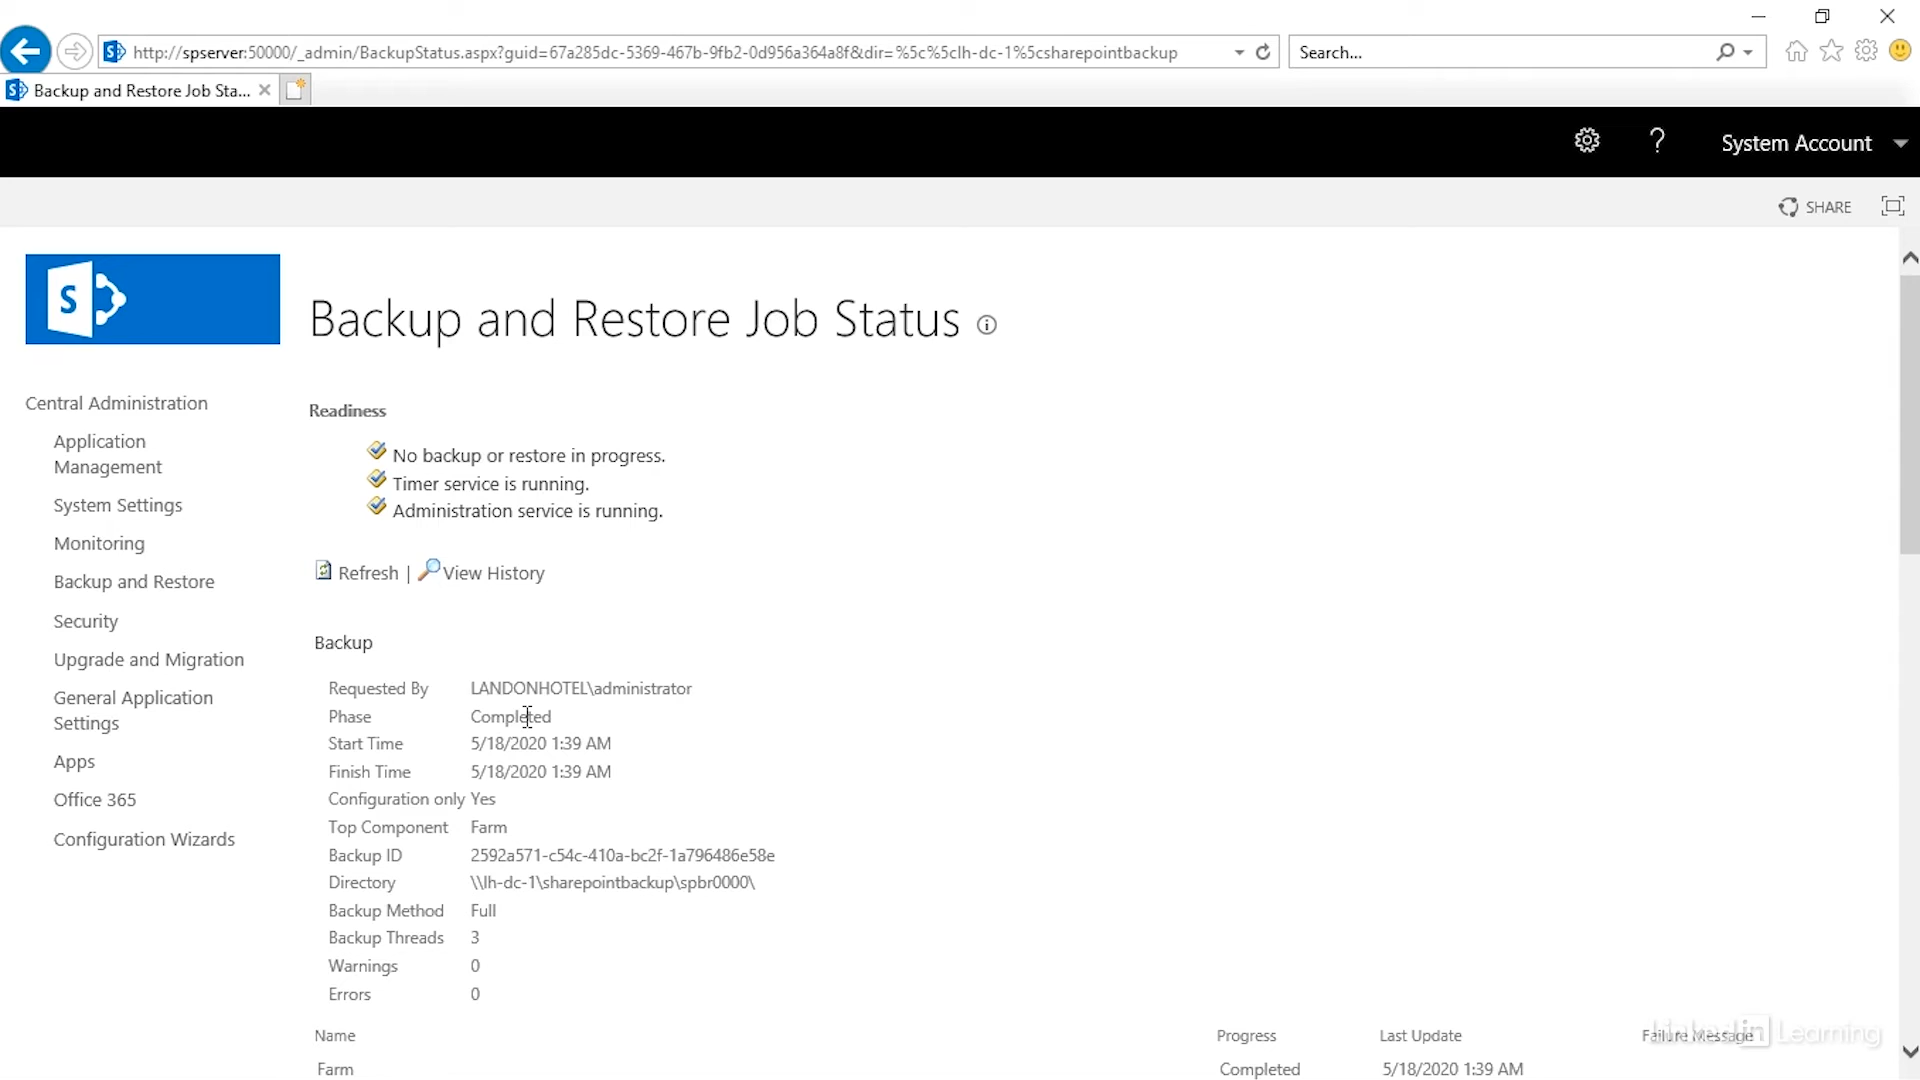 http://spserver:50000/_admin/BackupStatus.aspx?guid=67a285dc-5369-467b-9fb2-0d956a364a8f&dir=%5c%5clh-dc-1%5csharepointbackup
Search...
Backup and Restore Job Sta...
System Account
SHARE
Backup and Restore Job Status
Central Administration
Application
Management
System Settings
Monitoring
Backup and Restore
Security
Upgrade and Migration
General Application
Settings
Apps
Office 365
Configuration Wizards
Readiness
No backup or restore in progress.
Timer service is running.
Administration service is running.
Refresh | View History
Backup
Requested By LANDONHOTEL\administrator
Phase Completed
Start Time 5/18/2020 1:39 AM
Finish Time 5/18/2020 1:39 AM
Configuration only Yes
Top Component Farm
Backup ID 2592a571-c54c-410a-bc2f-1a796486e58e
Directory \\lh-dc-1\sharepointbackup\spbr0000\
Backup Method Full
Backup Threads 3
Warnings 0
Errors 0
Name Progress Last Update Failure Message
Farm Completed 5/18/2020 1:39 AM
Linked in Learning